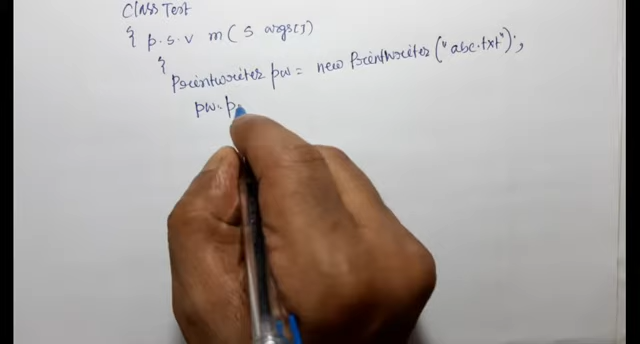 Class Test
{ p.s.v m( S args[])
{
Printwriter pw = new Printwriter ("abc.txt");
pw. p